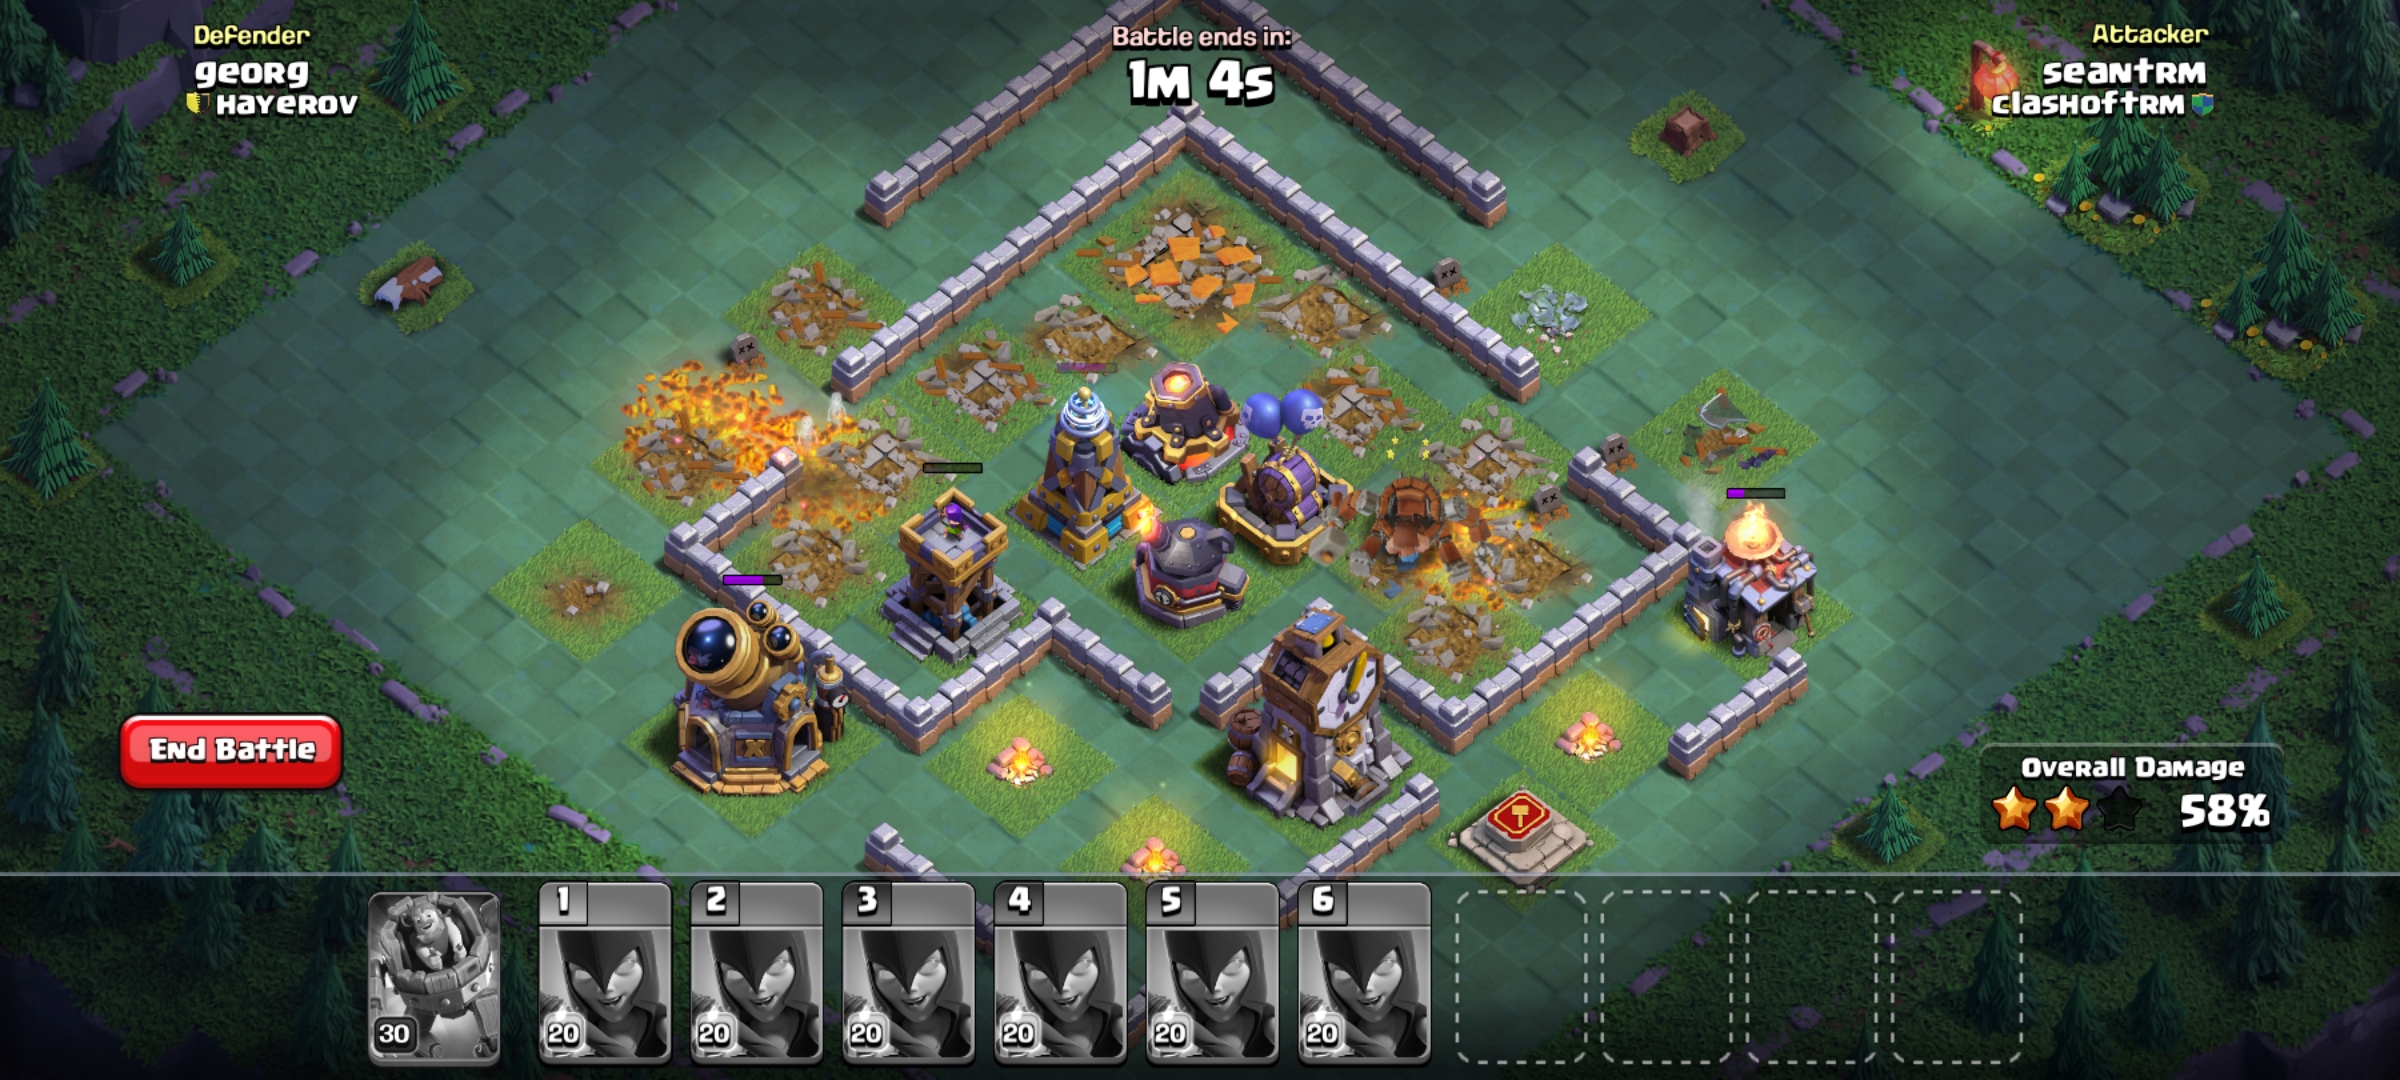 Defender
georg
HAYEROV
Battle ends in:
1M 4S
Attacker
seantrm
clashoftrm
End Battle
Overall Damage
58%
30
1
20
2
20
3
20
4
20
5
20
6
20